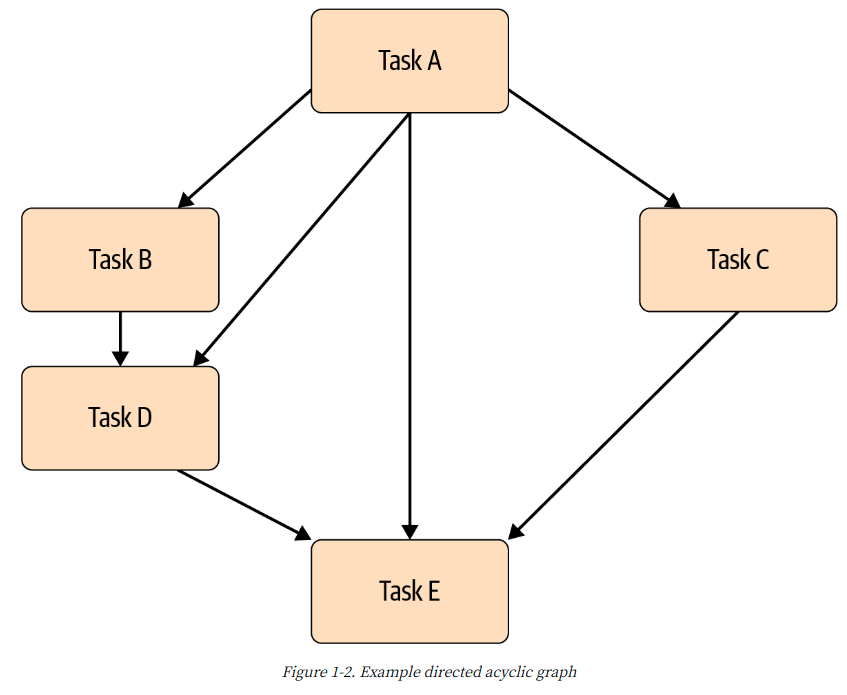 Task A
Task B
Task C
Task D
Task E
Figure 1-2. Example directed acyclic graph